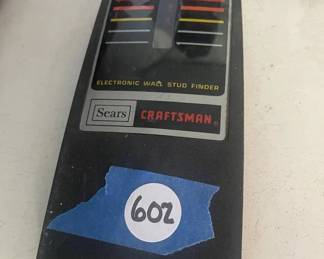 ELECTRONIC WALL STUD FINDER
Sears CRAFTSMAN®
602